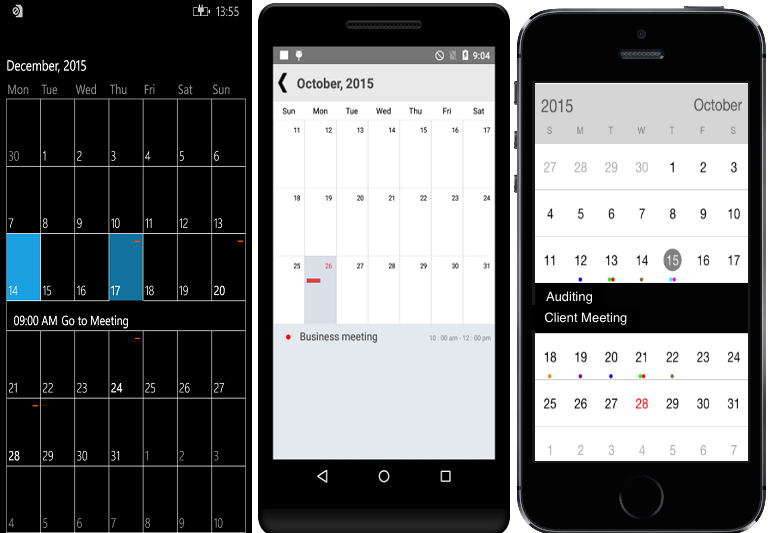 13:55
December, 2015
Mon Tue Wed Thu Fri Sat Sun
30 1 2 3 4 5 6
7 8 9 10 11 12 13
14 15 16 17 18 19 20
09:00 AM Go to Meeting
21 22 23 24 25 26 27
28 29 30 31 1 2 3
4 5 6 7 8 9 10
9:04
October, 2015
Sun Mon Tue Wed Thu Fri Sat
11 12 13 14 15 16 17
18 19 20 21 22 23 24
25 26 27 28 29 30 31
Business meeting 10 : 00 am - 12 : 00 pm
2015 October
S M T W T F S
27 28 29 30 1 2 3
4 5 6 7 8 9 10
11 12 13 14 15 16 17
Auditing
Client Meeting
18 19 20 21 22 23 24
25 26 27 28 29 30 31
1 2 3 4 5 6 7